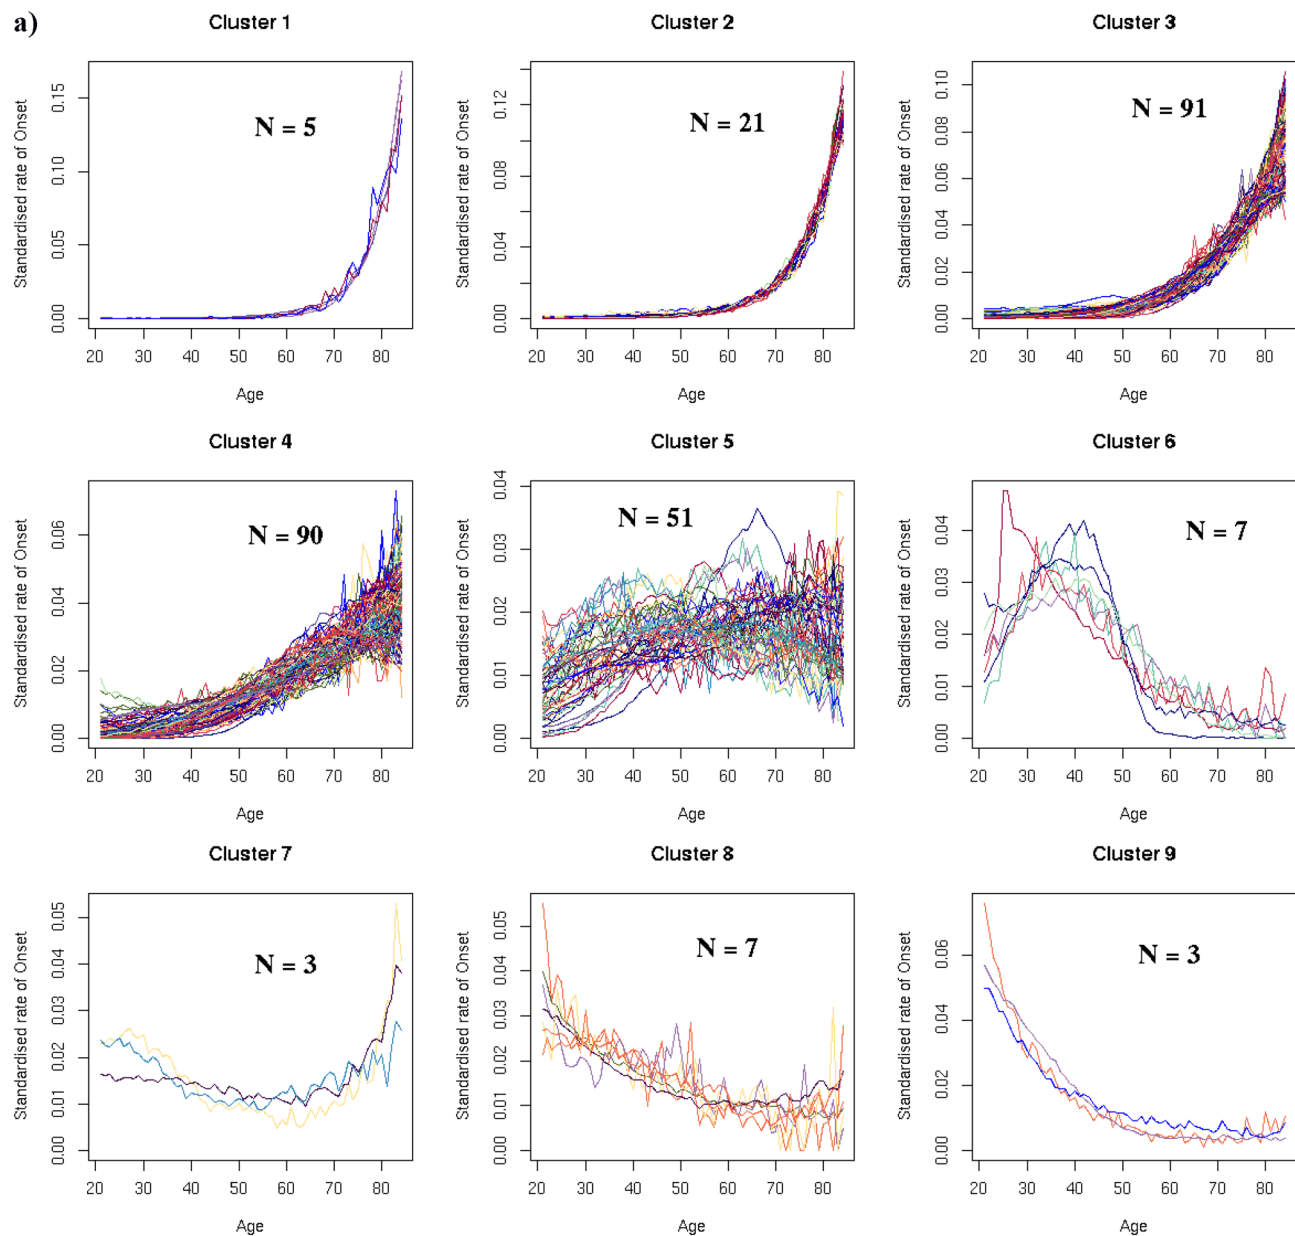 a)
Cluster 1
Cluster 2
Cluster 3
Standardised rate of Onset
0.00 0.05 0.10 0.15
N = 5
20 30 40 50 60 70 80
Age
Standardised rate of Onset
0.00 0.04 0.08 0.12
N = 21
20 30 40 50 60 70 80
Age
Standardised rate of Onset
0.00 0.02 0.04 0.06 0.08 0.10
N = 91
20 30 40 50 60 70 80
Age
Cluster 4
Cluster 5
Cluster 6
Standardised rate of Onset
0.00 0.02 0.04 0.06
N = 90
20 30 40 50 60 70 80
Age
Standardised rate of Onset
0.00 0.01 0.02 0.03 0.04
N = 51
20 30 40 50 60 70 80
Age
Standardised rate of Onset
0.00 0.01 0.02 0.03 0.04
N = 7
20 30 40 50 60 70 80
Age
Cluster 7
Cluster 8
Cluster 9
Standardised rate of Onset
0.00 0.01 0.02 0.03 0.04 0.05
N = 3
20 30 40 50 60 70 80
Age
Standardised rate of Onset
0.00 0.01 0.02 0.03 0.04 0.05
N = 7
20 30 40 50 60 70 80
Age
Standardised rate of Onset
0.00 0.02 0.04 0.06
N = 3
20 30 40 50 60 70 80
Age